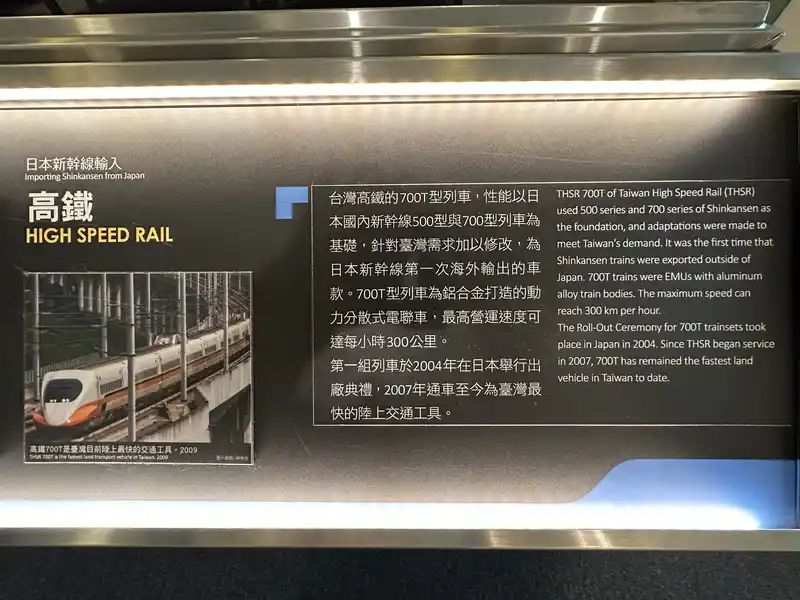 日本新幹線輸入
Importing Shinkansen from Japan
高鐵
HIGH SPEED RAIL
高鐵700T是臺灣目前陸上最快的交通工具。2009
THSR 700T is the fastest land transport vehicle in Taiwan. 2009
台灣高鐵的700T型列車，性能以日
本國內新幹線500型與700型列車為
基礎，針對臺灣需求加以修改，為
日本新幹線第一次海外輸出的車
款。700T型列車為鋁合金打造的動
力分散式電聯車，最高營運速度可
達每小時300公里。
第一組列車於2004年在日本舉行出
廠典禮，2007年通車至今為臺灣最
快的陸上交通工具。
THSR 700T of Taiwan High Speed Rail (THSR)
used 500 series and 700 series of Shinkansen as
the foundation, and adaptations were made to
meet Taiwan's demand. It was the first time that
Shinkansen trains were exported outside of
Japan. 700T trains were EMUs with aluminum
alloy train bodies. The maximum speed can
reach 300 km per hour.
The Roll-Out Ceremony for 700T trainsets took
place in Japan in 2004. Since THSR began service
in 2007, 700T has remained the fastest land
vehicle in Taiwan to date.